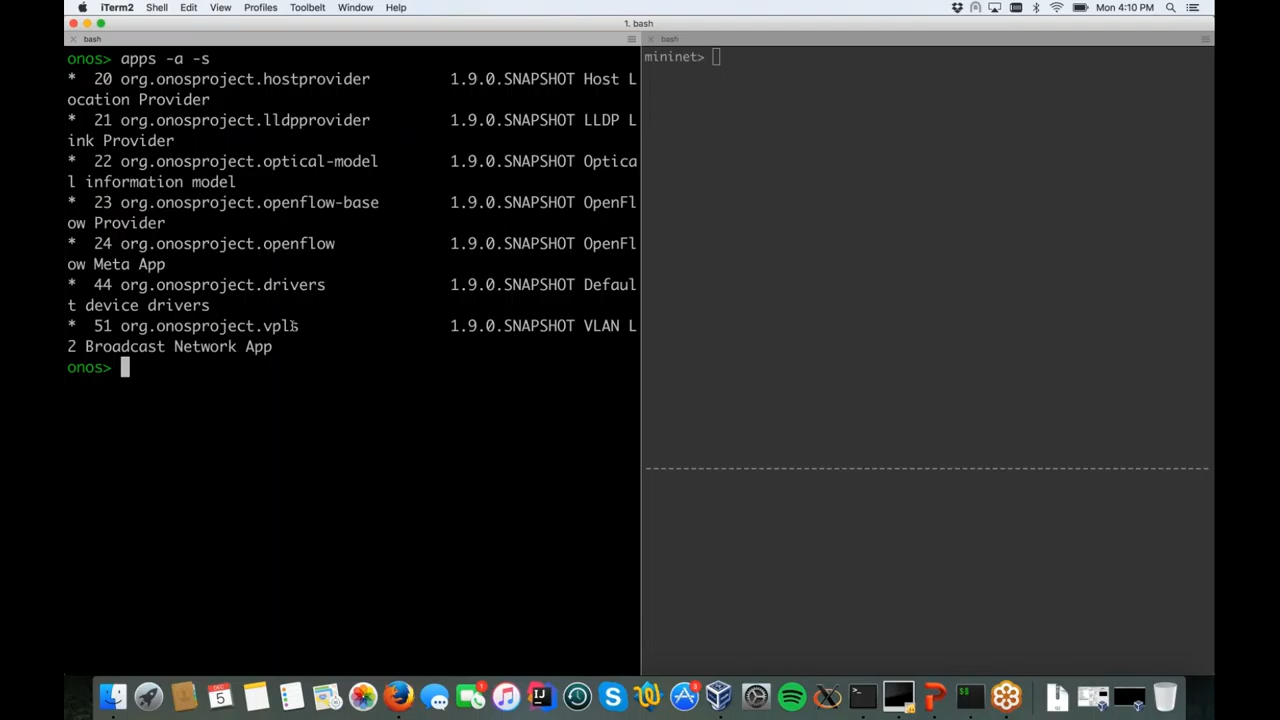 iTerm2 Shell Edit View Profiles Toolbelt Window Help Mon 4:10 PM
1. bash
bash
bash
onos> apps -a -s
*  20 org.onosproject.hostprovider         1.9.0.SNAPSHOT Host L
ocation Provider
*  21 org.onosproject.lldpprovider         1.9.0.SNAPSHOT LLDP L
ink Provider
*  22 org.onosproject.optical-model        1.9.0.SNAPSHOT Optica
l information model
*  23 org.onosproject.openflow-base        1.9.0.SNAPSHOT OpenFl
ow Provider
*  24 org.onosproject.openflow             1.9.0.SNAPSHOT OpenFl
ow Meta App
*  44 org.onosproject.drivers              1.9.0.SNAPSHOT Defaul
t device drivers
*  51 org.onosproject.vpls                 1.9.0.SNAPSHOT VLAN L
2 Broadcast Network App
onos>
mininet>
DEC
5